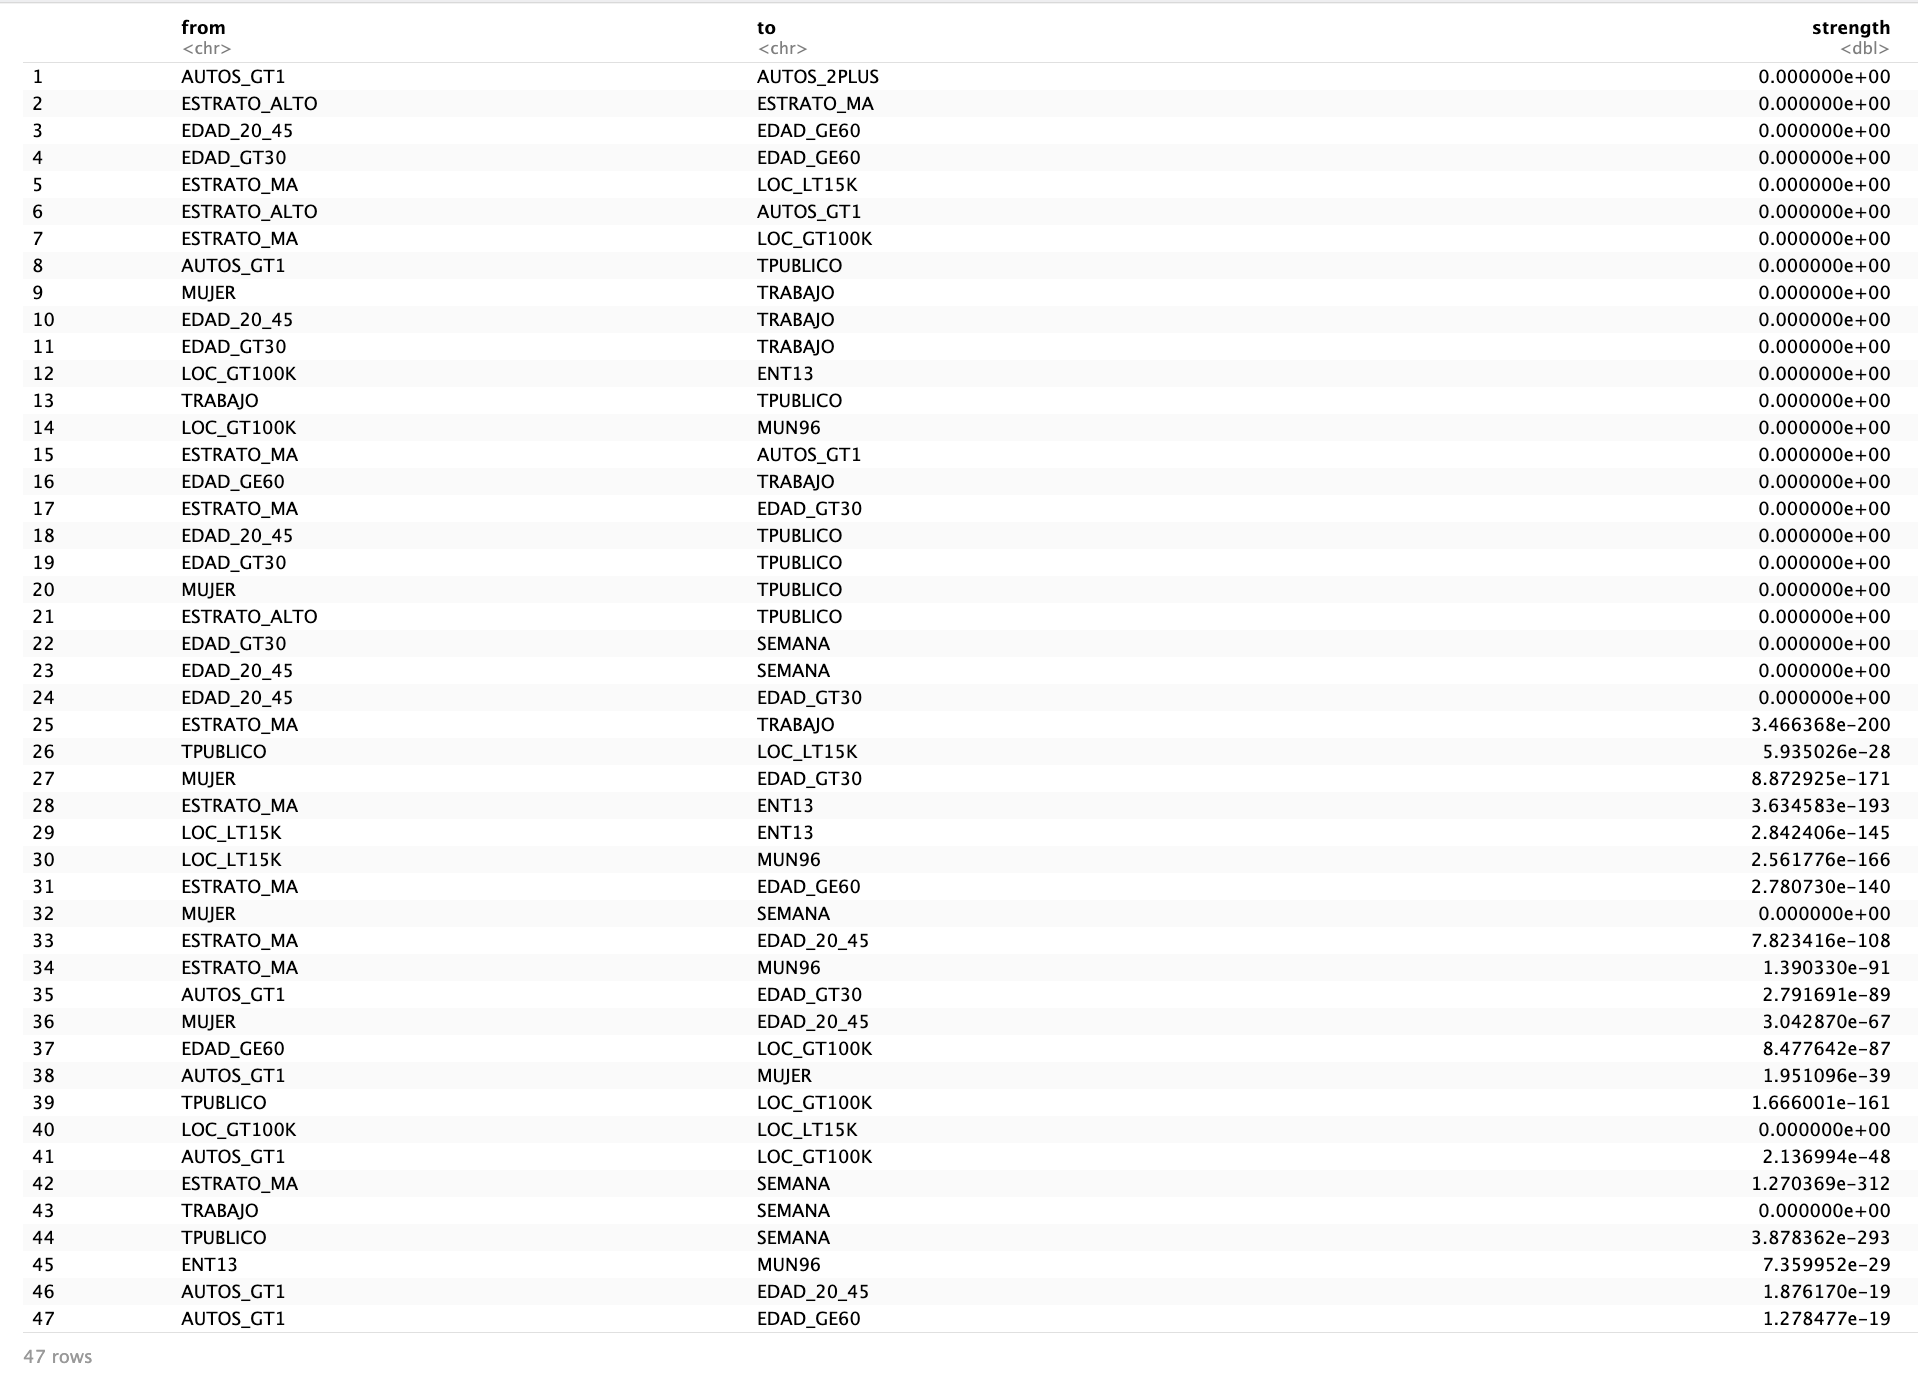 from to strength
<chr> <chr> <dbl>
1 AUTOS_GT1 AUTOS_2PLUS 0.000000e+00
2 ESTRATO_ALTO ESTRATO_MA 0.000000e+00
3 EDAD_20_45 EDAD_GE60 0.000000e+00
4 EDAD_GT30 EDAD_GE60 0.000000e+00
5 ESTRATO_MA LOC_LT15K 0.000000e+00
6 ESTRATO_ALTO AUTOS_GT1 0.000000e+00
7 ESTRATO_MA LOC_GT100K 0.000000e+00
8 AUTOS_GT1 TPUBLICO 0.000000e+00
9 MUJER TRABAJO 0.000000e+00
10 EDAD_20_45 TRABAJO 0.000000e+00
11 EDAD_GT30 TRABAJO 0.000000e+00
12 LOC_GT100K ENT13 0.000000e+00
13 TRABAJO TPUBLICO 0.000000e+00
14 LOC_GT100K MUN96 0.000000e+00
15 ESTRATO_MA AUTOS_GT1 0.000000e+00
16 EDAD_GE60 TRABAJO 0.000000e+00
17 ESTRATO_MA EDAD_GT30 0.000000e+00
18 EDAD_20_45 TPUBLICO 0.000000e+00
19 EDAD_GT30 TPUBLICO 0.000000e+00
20 MUJER TPUBLICO 0.000000e+00
21 ESTRATO_ALTO TPUBLICO 0.000000e+00
22 EDAD_GT30 SEMANA 0.000000e+00
23 EDAD_20_45 SEMANA 0.000000e+00
24 EDAD_20_45 EDAD_GT30 0.000000e+00
25 ESTRATO_MA TRABAJO 3.466368e-200
26 TPUBLICO LOC_LT15K 5.935026e-28
27 MUJER EDAD_GT30 8.872925e-171
28 ESTRATO_MA ENT13 3.634583e-193
29 LOC_LT15K ENT13 2.842406e-145
30 LOC_LT15K MUN96 2.561776e-166
31 ESTRATO_MA EDAD_GE60 2.780730e-140
32 MUJER SEMANA 0.000000e+00
33 ESTRATO_MA EDAD_20_45 7.823416e-108
34 ESTRATO_MA MUN96 1.390330e-91
35 AUTOS_GT1 EDAD_GT30 2.791691e-89
36 MUJER EDAD_20_45 3.042870e-67
37 EDAD_GE60 LOC_GT100K 8.477642e-87
38 AUTOS_GT1 MUJER 1.951096e-39
39 TPUBLICO LOC_GT100K 1.666001e-161
40 LOC_GT100K LOC_LT15K 0.000000e+00
41 AUTOS_GT1 LOC_GT100K 2.136994e-48
42 ESTRATO_MA SEMANA 1.270369e-312
43 TRABAJO SEMANA 0.000000e+00
44 TPUBLICO SEMANA 3.878362e-293
45 ENT13 MUN96 7.359952e-29
46 AUTOS_GT1 EDAD_20_45 1.876170e-19
47 AUTOS_GT1 EDAD_GE60 1.278477e-19
47 rows